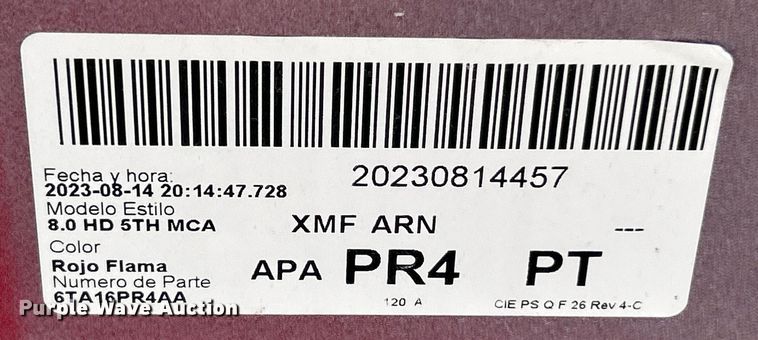 20230814457
Fecha y hora:
2023-08-14 20:14:47.728
Modelo Estilo
8.0 HD 5TH MCA
XMF ARN ---
Color
Rojo Flama
APA PR4 PT
Numero de Parte
6TA16PR4AA
120 A
CIE PS Q F 26 Rev 4-C
Purple Wave Auction